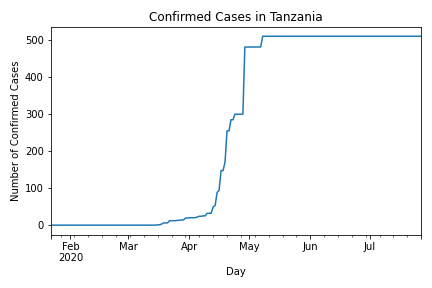 Confirmed Cases in Tanzania
Number of Confirmed Cases
500
400
300
200
100
0
Feb Mar Apr May Jun Jul
2020
Day